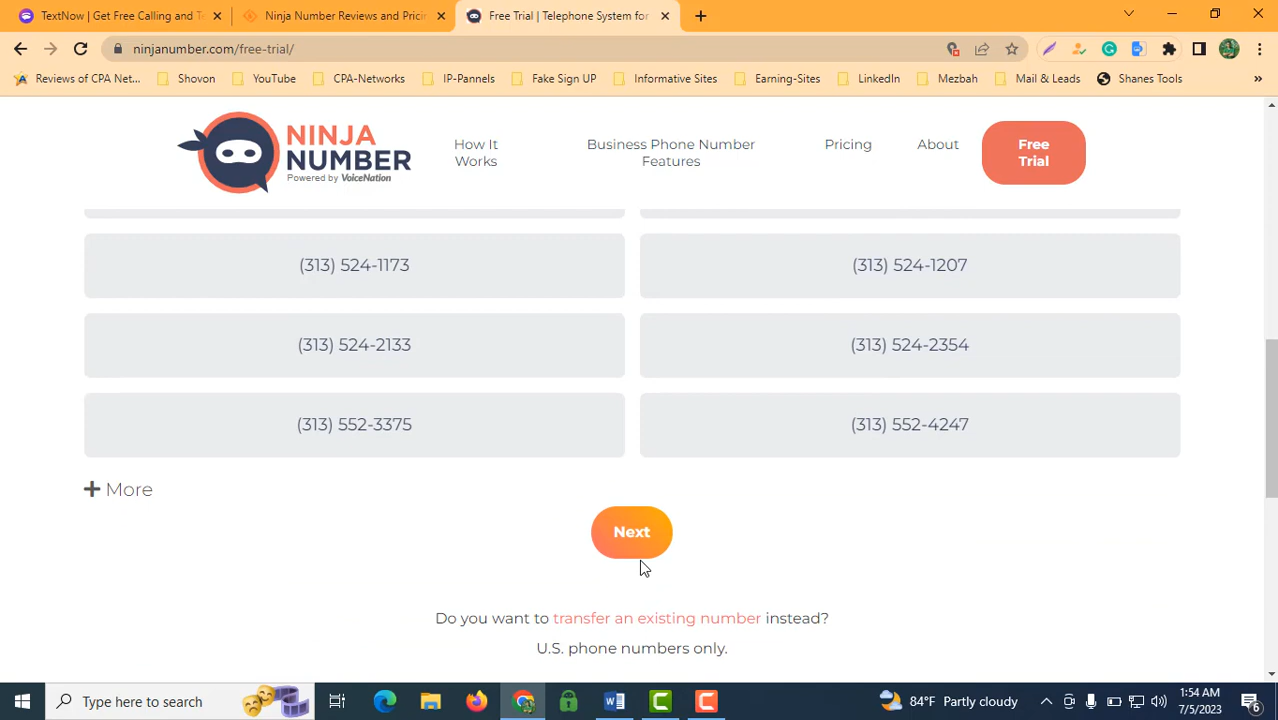 TextNow | Get Free Calling and Te
Ninja Number Reviews and Pricin
Free Trial | Telephone System for
ninjanumber.com/free-trial/
Reviews of CPA Net...
Shovon
YouTube
CPA-Networks
IP-Pannels
Fake Sign UP
Informative Sites
Earning-Sites
LinkedIn
Mezbah
Mail & Leads
Shanes Tools
NINJA
NUMBER
Powered by VoiceNation
How It
Works
Business Phone Number
Features
Pricing
About
Free
Trial
(313) 524-1173
(313) 524-1207
(313) 524-2133
(313) 524-2354
(313) 552-3375
(313) 552-4247
+ More
Next
Do you want to transfer an existing number instead?
U.S. phone numbers only.
Type here to search
84°F Partly cloudy
1:54 AM
7/5/2023
6